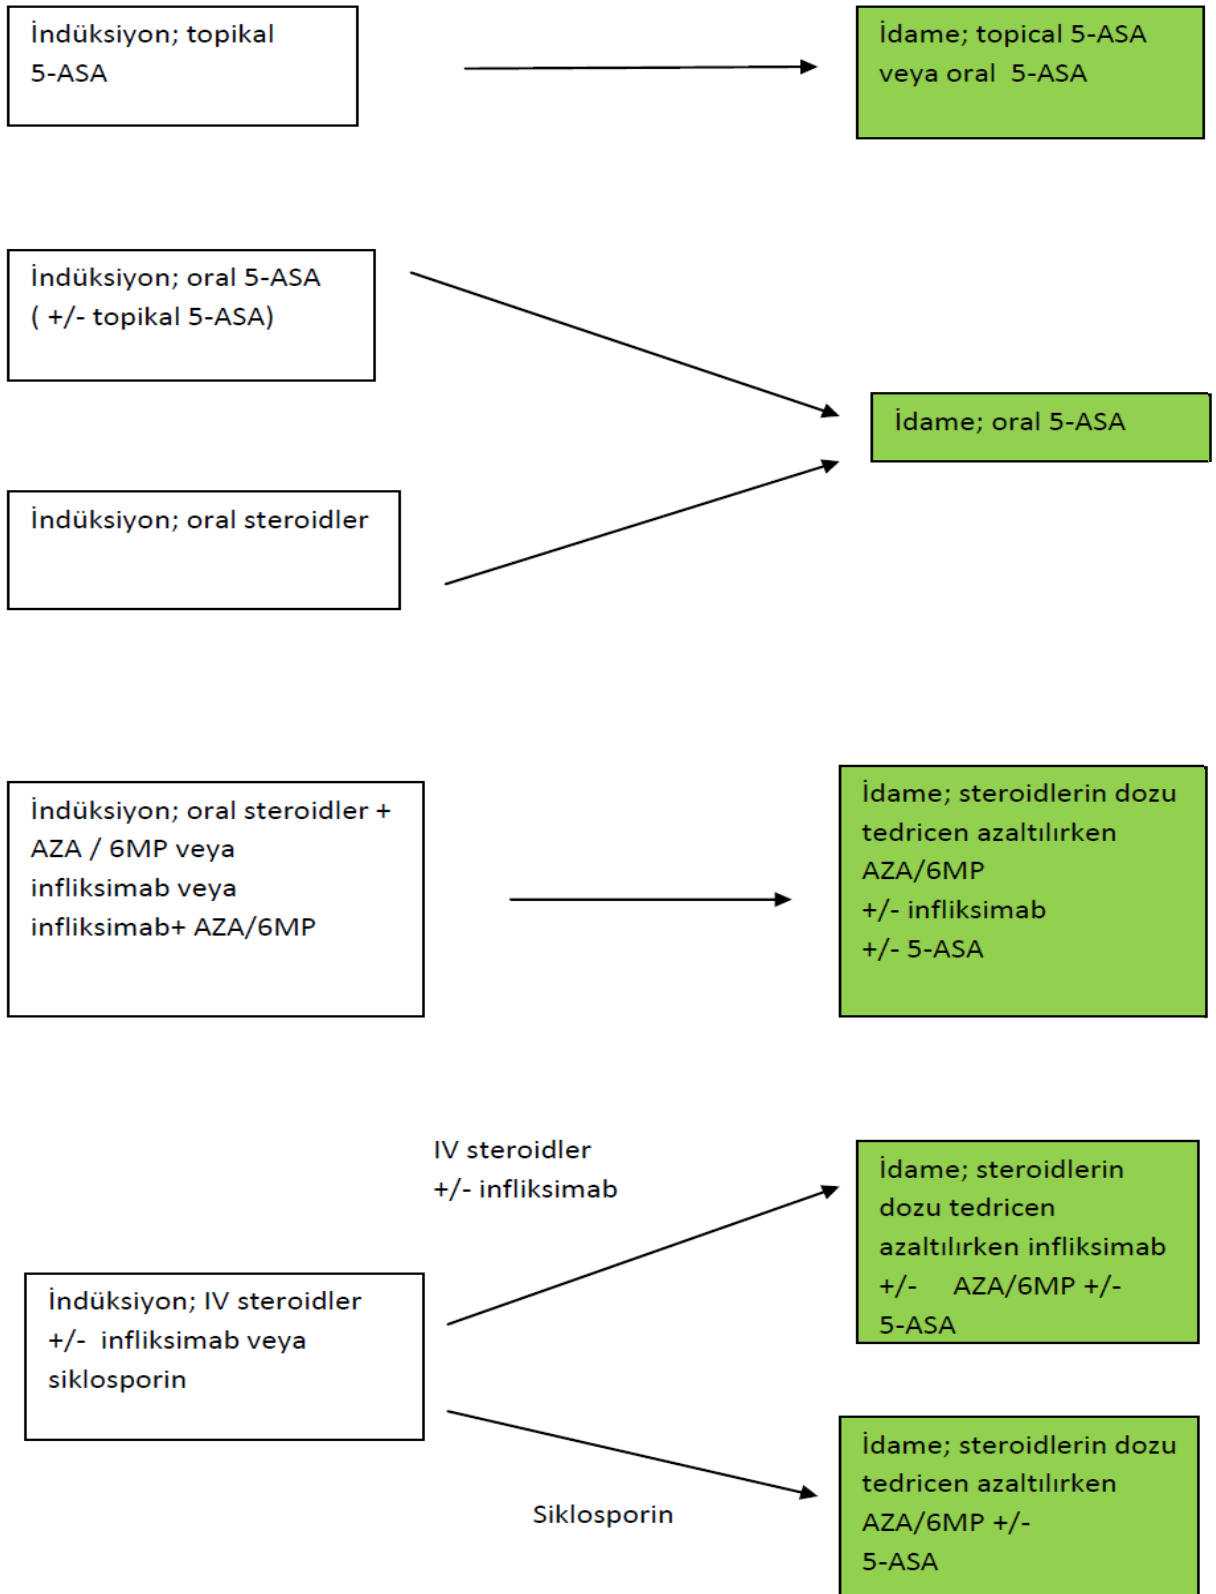 İndüksiyon; topikal
5-ASA
İdame; topical 5-ASA
veya oral 5-ASA
İndüksiyon; oral 5-ASA
( +/- topikal 5-ASA)
İdame; oral 5-ASA
İndüksiyon; oral steroidler
İndüksiyon; oral steroidler +
AZA / 6MP veya
infliksimab veya
infliksimab+ AZA/6MP
İdame; steroidlerin dozu
tedricen azaltılırken
AZA/6MP
+/- infliksimab
+/- 5-ASA
İndüksiyon; IV steroidler
+/- infliksimab veya
siklosporin
IV steroidler
+/- infliksimab
İdame; steroidlerin
dozu tedricen
azaltılırken infliksimab
+/- AZA/6MP +/-
5-ASA
Siklosporin
İdame; steroidlerin dozu
tedricen azaltılırken
AZA/6MP +/-
5-ASA